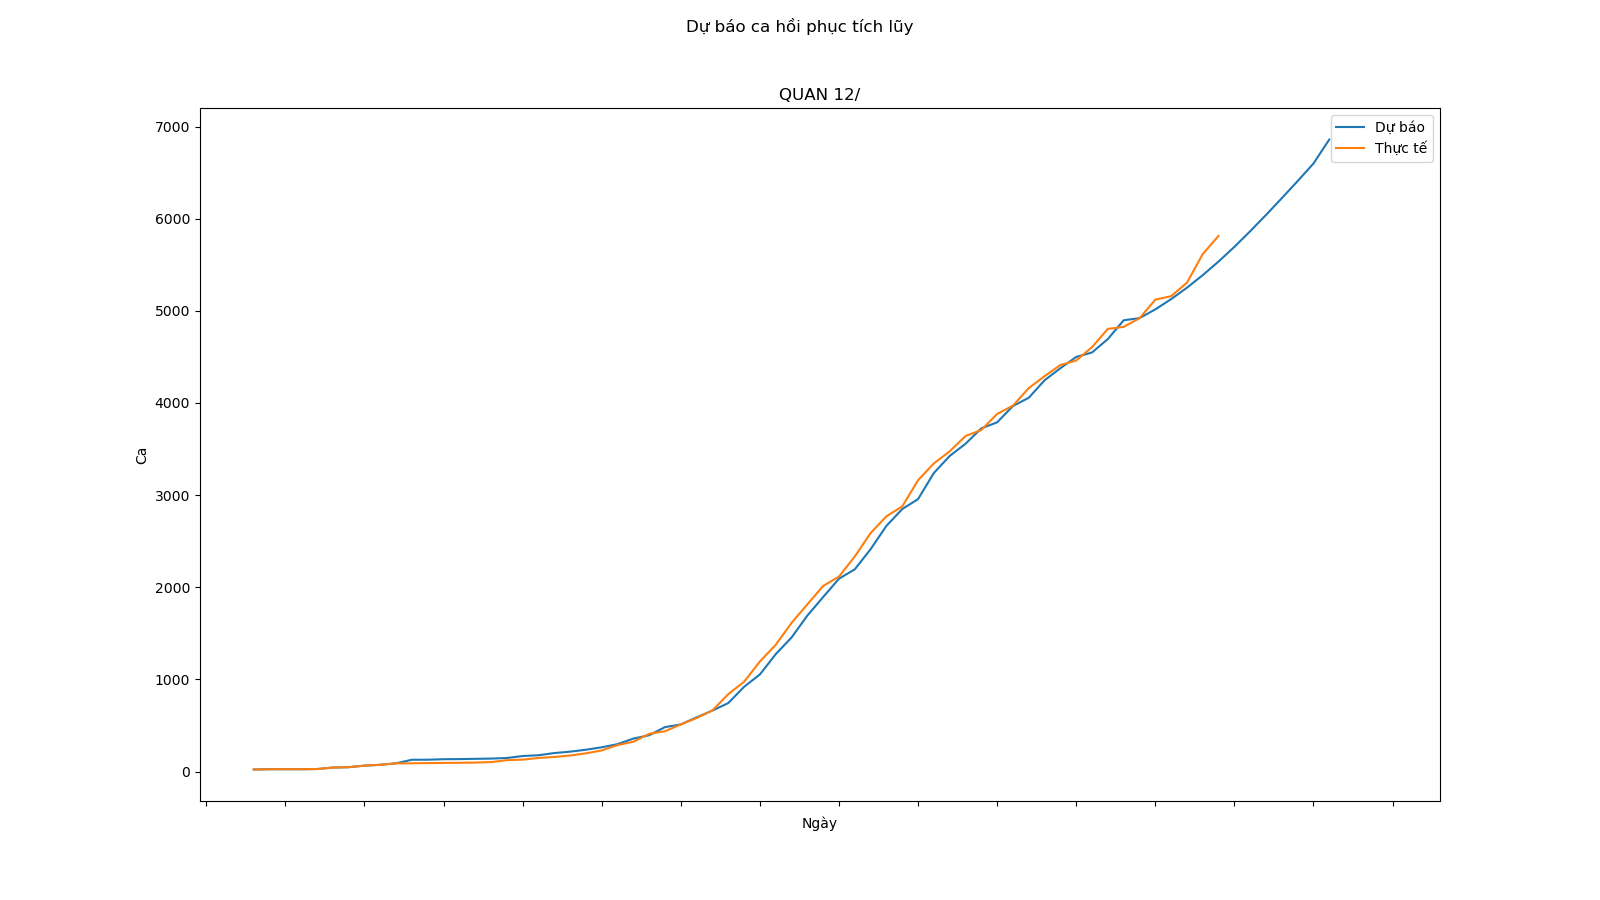 Dự báo ca hồi phục tích lũy
QUAN 12/
7000
6000
5000
4000
3000
2000
1000
0
Ca
Ngày
Dự báo
Thực tế